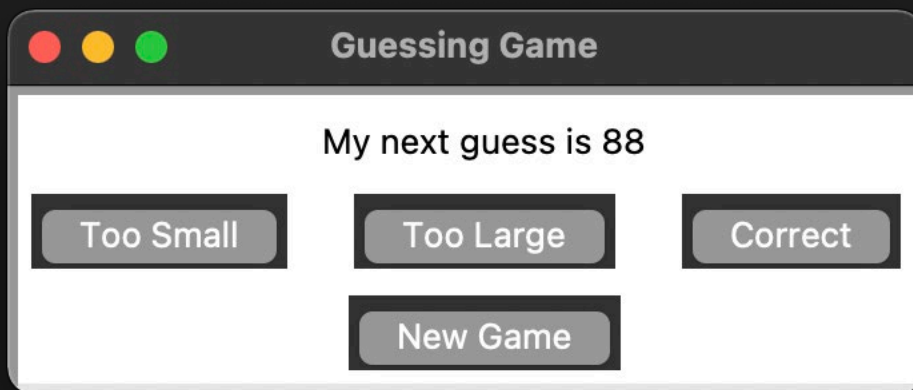 Guessing Game
My next guess is 88
Too Small Too Large Correct
New Game